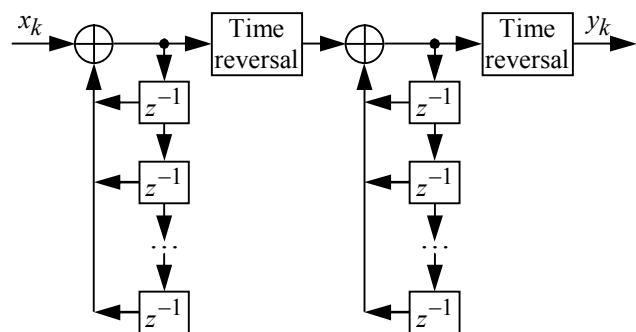 x_k
Time
reversal
Time
reversal
y_k
z^{-1}
z^{-1}
z^{-1}
z^{-1}
...
...
z^{-1}
z^{-1}